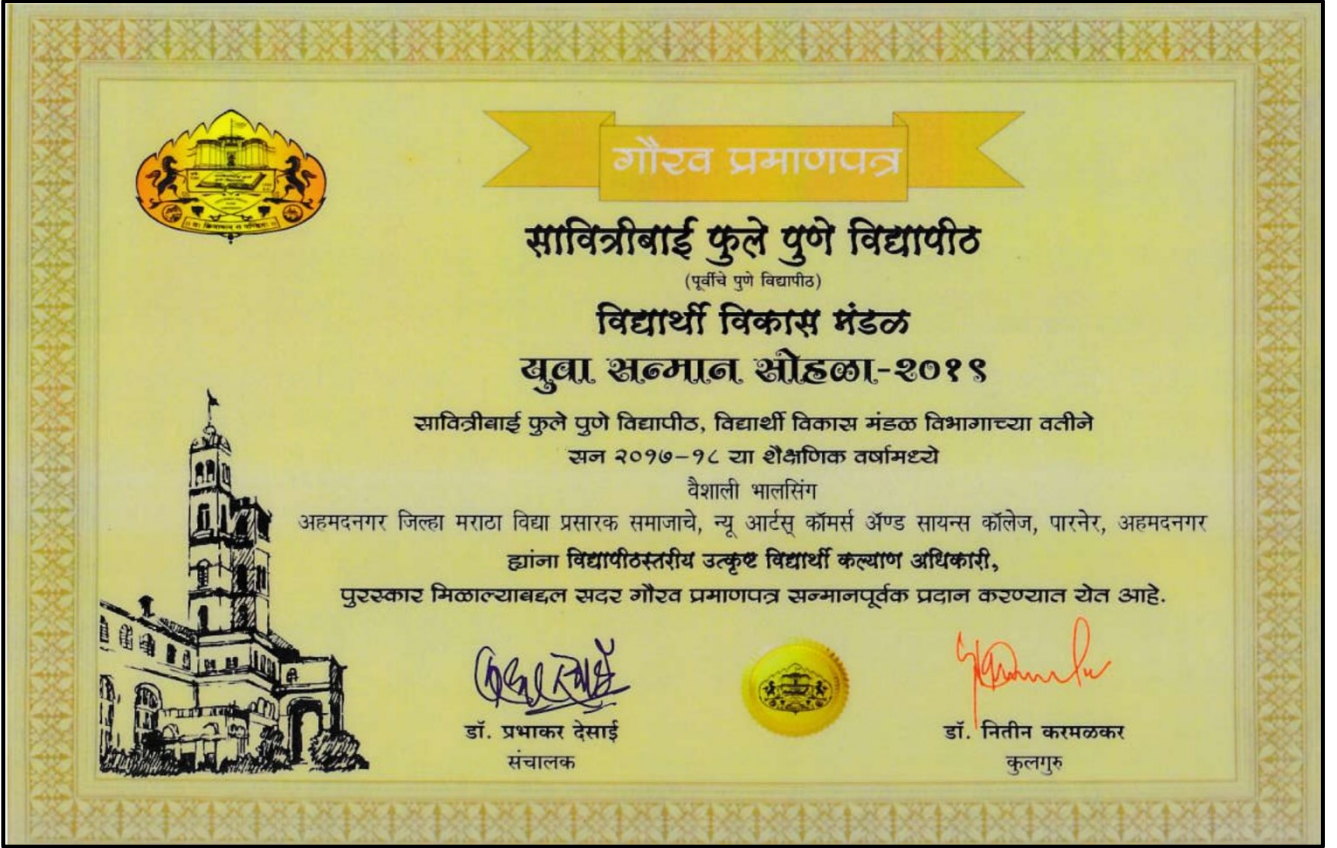 गौरव प्रमाणपत्र
सावित्रीबाई फुले पुणे विद्यापीठ
(पूर्वीचे पुणे विद्यापीठ)
विद्यार्थी विकास मंडळ
युवा सन्मान सोहळा-२०१९
सावित्रीबाई फुले पुणे विद्यापीठ, विद्यार्थी विकास मंडळ विभागाच्या वतीने
सन २०१७-१८ या शैक्षणिक वर्षामध्ये
वैशाली भालसिंग
अहमदनगर जिल्हा मराठा विद्या प्रसारक समाजाचे, न्यू आर्टस् कॉमर्स ॲण्ड सायन्स कॉलेज, पारनेर, अहमदनगर
ह्यांना विद्यापीठस्तरीय उत्कृष्ट विद्यार्थी कल्याण अधिकारी,
पुरस्कार मिळाल्याबद्दल सदर गौरव प्रमाणपत्र सन्मानपूर्वक प्रदान करण्यात येत आहे.
डॉ. प्रभाकर देसाई
संचालक
डॉ. नितीन करमळकर
कुलगुरु